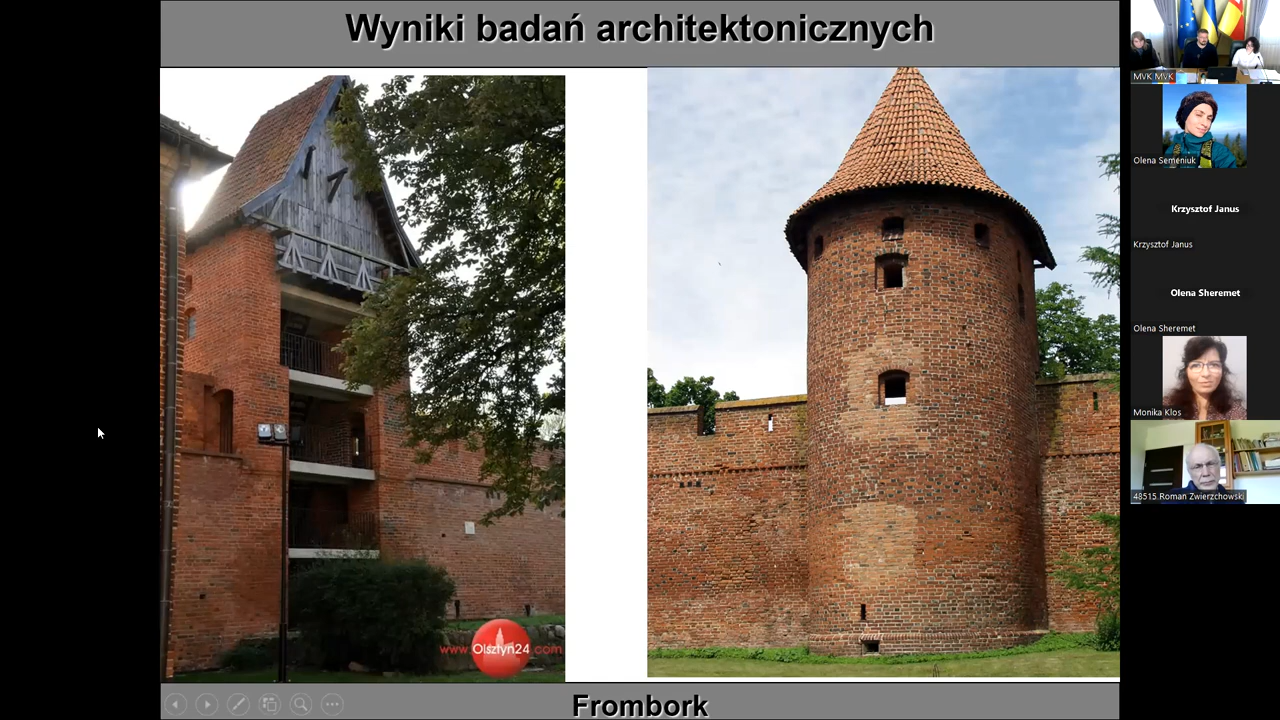 Wyniki badań architektonicznych
www.Olsztyn24.com
Frombork
MVK MVK
Olena Semeniuk
Krzysztof Janus
Krzysztof Janus
Olena Sheremet
Olena Sheremet
Monika Klos
48515 Roman Zwierzchowski